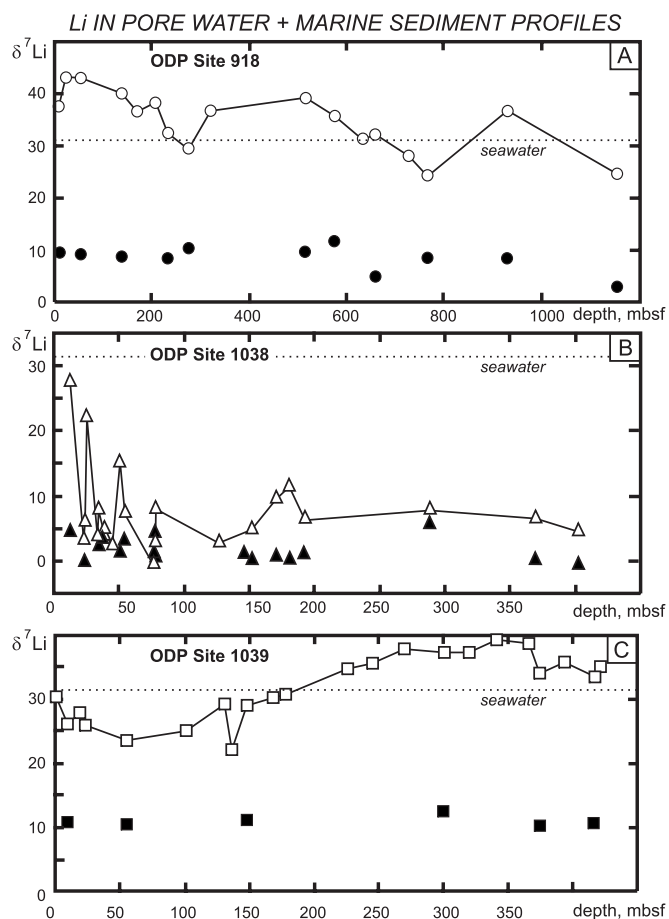 Li IN PORE WATER + MARINE SEDIMENT PROFILES
δ⁷Li
ODP Site 918
A
40
30
seawater
20
10
0
0 200 400 600 800 1000 depth, mbsf
δ⁷Li
ODP Site 1038
B
30
seawater
20
10
0
0 50 100 150 200 250 300 350 depth, mbsf
δ⁷Li
ODP Site 1039
C
30
seawater
20
10
0
0 50 100 150 200 250 300 350 depth, mbsf